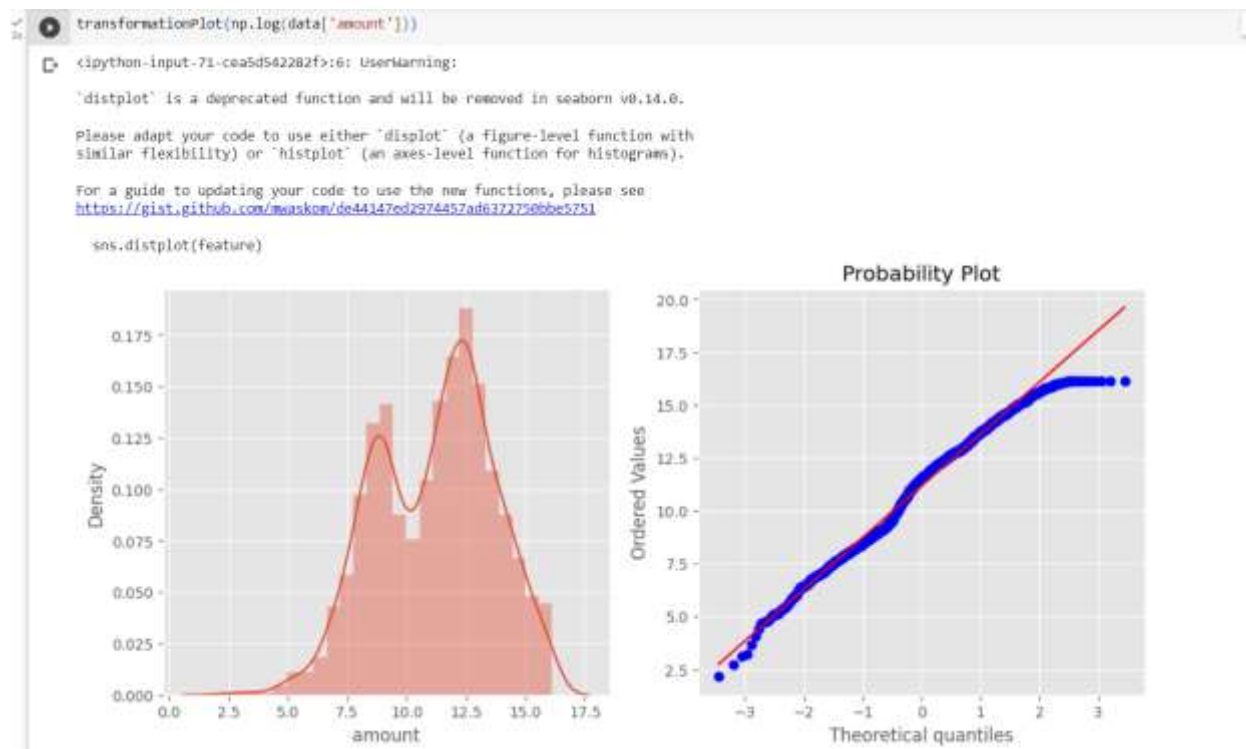 transformationPlot(np.log(data['amount']))
<ipython-input-71-cea5d542282f>:6: UserWarning:
`distplot` is a deprecated function and will be removed in seaborn v0.14.0.
Please adapt your code to use either `displot` (a figure-level function with
similar flexibility) or `histplot` (an axes-level function for histograms).
For a guide to updating your code to use the new functions, please see
https://gist.github.com/mwaskom/de44147ed2974457ad6372750bbe5751
sns.distplot(feature)
Probability Plot
0.175
0.150
0.125
0.100
0.075
0.050
0.025
0.000
Density
0.0 2.5 5.0 7.5 10.0 12.5 15.0 17.5
amount
20.0
17.5
15.0
12.5
10.0
7.5
5.0
2.5
Ordered Values
−3 −2 −1 0 1 2 3
Theoretical quantiles